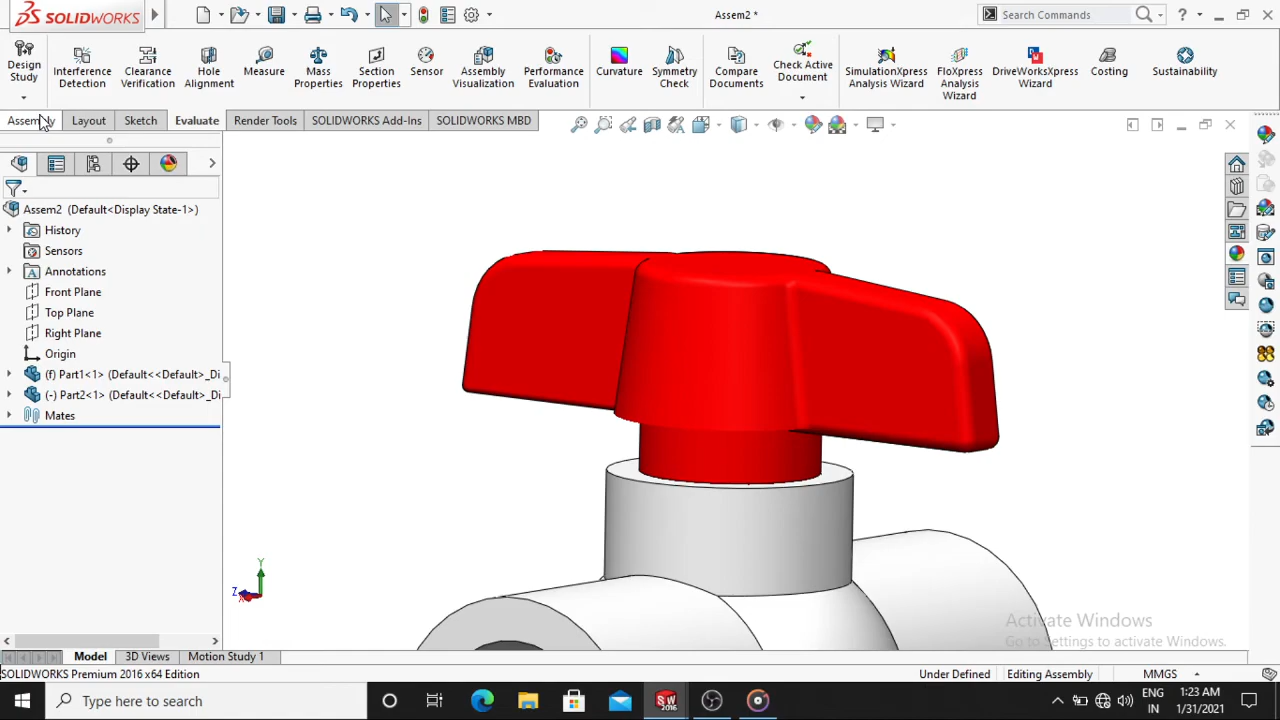 SOLIDWORKS
Assem2 *
Search Commands
Design Study
Interference Detection
Clearance Verification
Hole Alignment
Measure
Mass Properties
Section Properties
Sensor
Assembly Visualization
Performance Evaluation
Curvature
Symmetry Check
Compare Documents
Check Active Document
SimulationXpress Analysis Wizard
FloXpress Analysis Wizard
DriveWorksXpress Wizard
Costing
Sustainability
Assembly Layout Sketch Evaluate Render Tools SOLIDWORKS Add-Ins SOLIDWORKS MBD
Assem2 (Default<Display State-1>)
History
Sensors
Annotations
Front Plane
Top Plane
Right Plane
Origin
(f) Part1<1> (Default<<Default>_Di
(-) Part2<1> (Default<<Default>_Di
Mates
Y
Z
Activate Windows
Go to Settings to activate Windows.
Model 3D Views Motion Study 1
SOLIDWORKS Premium 2016 x64 Edition Under Defined Editing Assembly MMGS
Type here to search
SW
2016
ENG
IN
1:23 AM
1/31/2021